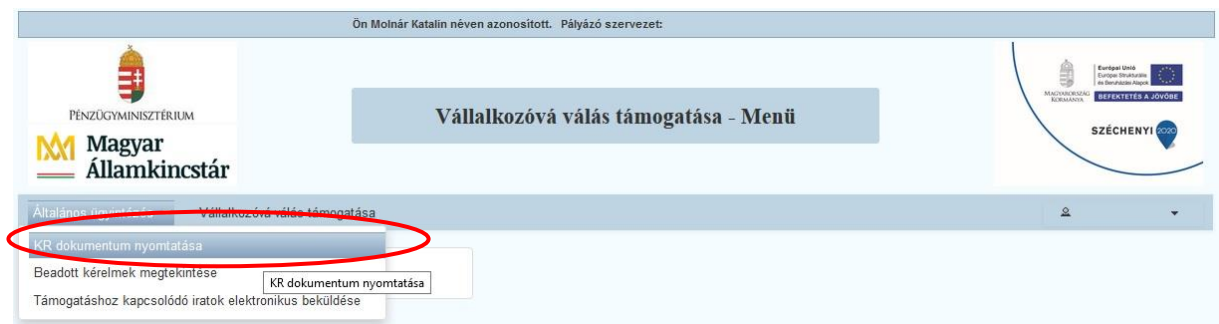 Ön Molnár Katalin néven azonosított. Pályázó szervezet:
PÉNZÜGYMINISZTÉRIUM
Magyar
Államkincstár
Vállalkozóvá válás támogatása - Menü
Európai Unió
Európai Strukturális
és Beruházási Alapok
MAGYARORSZÁG
KORMÁNYA
BEFEKTETÉS A JÖVŐBE
SZÉCHENYI 2020
Általános ügyintézés
Vállalkozóvá válás támogatása
KR dokumentum nyomtatása
Beadott kérelmek megtekintése
KR dokumentum nyomtatása
Támogatáshoz kapcsolódó iratok elektronikus beküldése